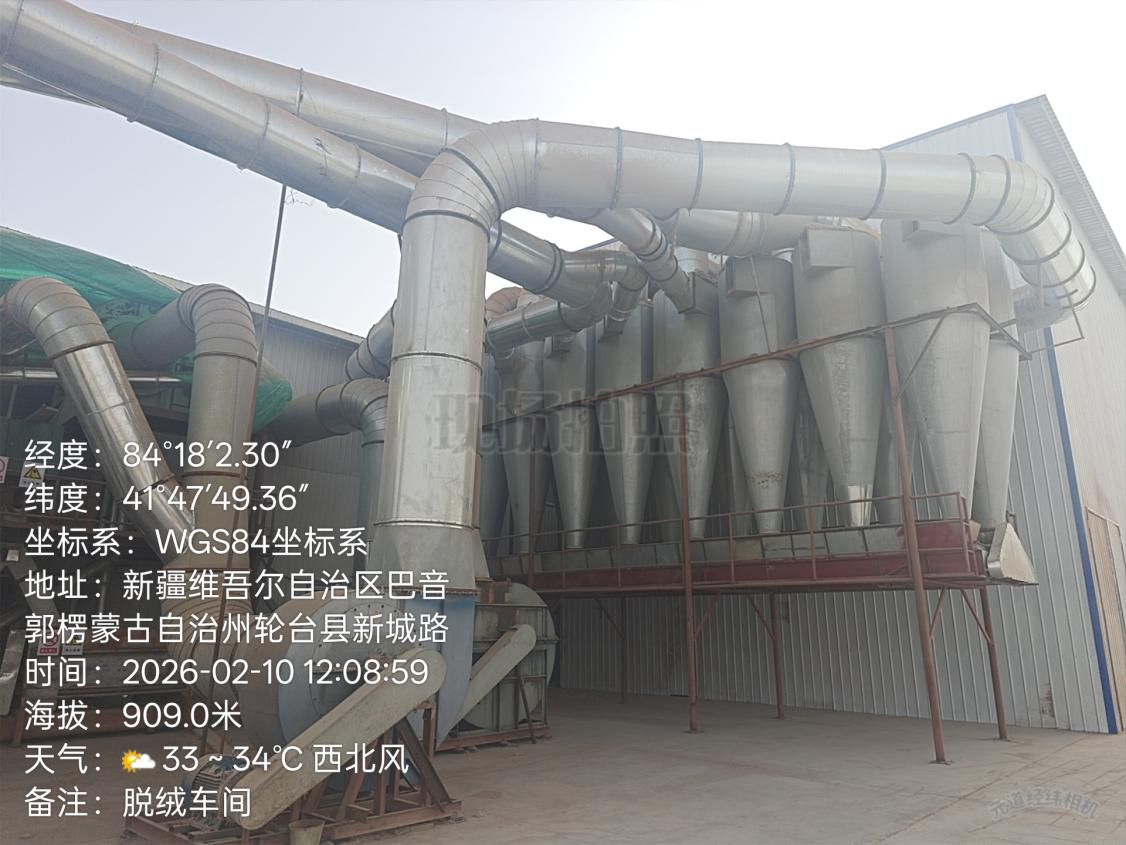 现场拍照
经度：84°18′2.30″
纬度：41°47′49.36″
坐标系：WGS84坐标系
地址：新疆维吾尔自治区巴音
郭楞蒙古自治州轮台县新城路
时间：2026-02-10 12:08:59
海拔：909.0米
天气：⛅ 33 ~ 34℃ 西北风
备注：脱绒车间
元道经纬相机